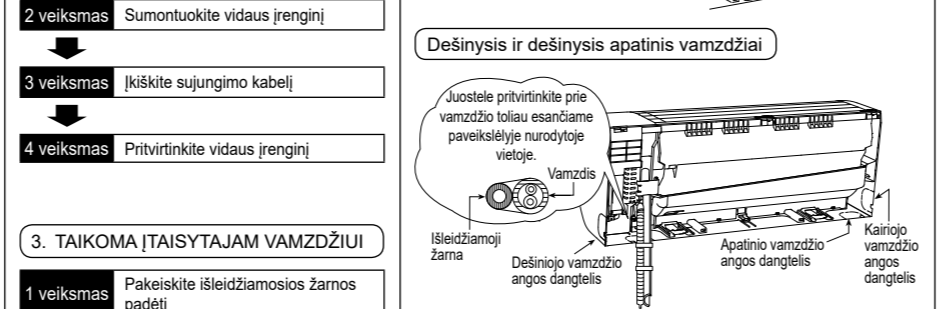 2 veiksmas Sumontuokite vidaus įrenginį
3 veiksmas Įkiškite sujungimo kabelį
4 veiksmas Pritvirtinkite vidaus įrenginį
3. TAIKOMA ĮTAISYTAJAM VAMZDŽIUI
1 veiksmas Pakeiskite išleidžiamosios žarnos
padėtį
Dešinysis ir dešinysis apatinis vamzdžiai
Juostele pritvirtinkite prie
vamzdžio toliau esančiame
paveikslėlyje nurodytoje
vietoje.
Vamzdis
Išleidžiamoji
žarna
Dešiniojo vamzdžio
angos dangtelis
Apatinio vamzdžio
angos dangtelis
Kairiojo
vamzdžio
angos
dangtelis